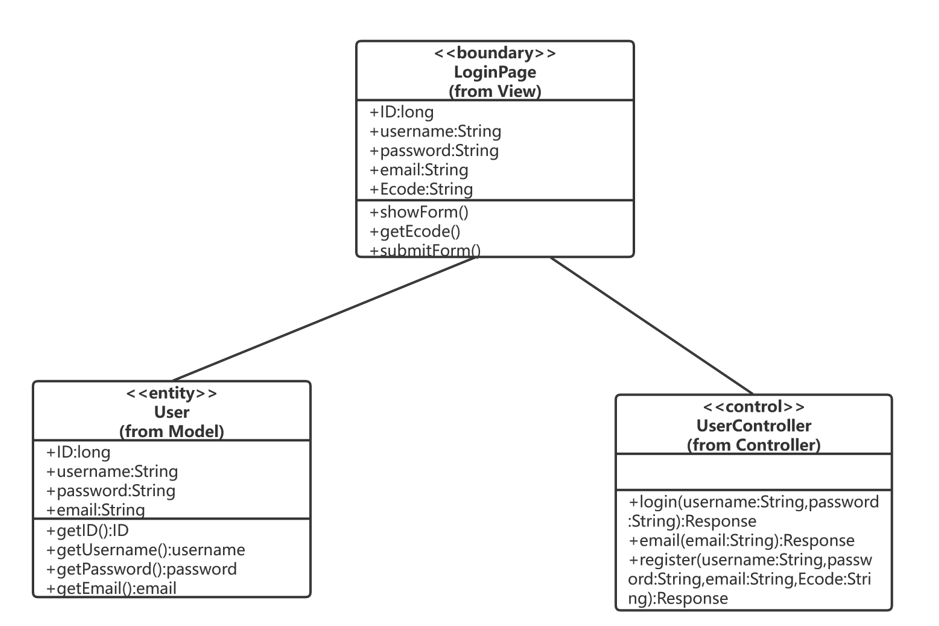 <<boundary>>
LoginPage
(from View)
+ID:long
+username:String
+password:String
+email:String
+Ecode:String
+showForm()
+getEcode()
+submitForm()
<<entity>>
User
(from Model)
+ID:long
+username:String
+password:String
+email:String
+getID():ID
+getUsername():username
+getPassword():password
+getEmail():email
<<control>>
UserController
(from Controller)
+login(username:String,password
:String):Response
+email(email:String):Response
+register(username:String,passw
ord:String,email:String,Ecode:Stri
ng):Response